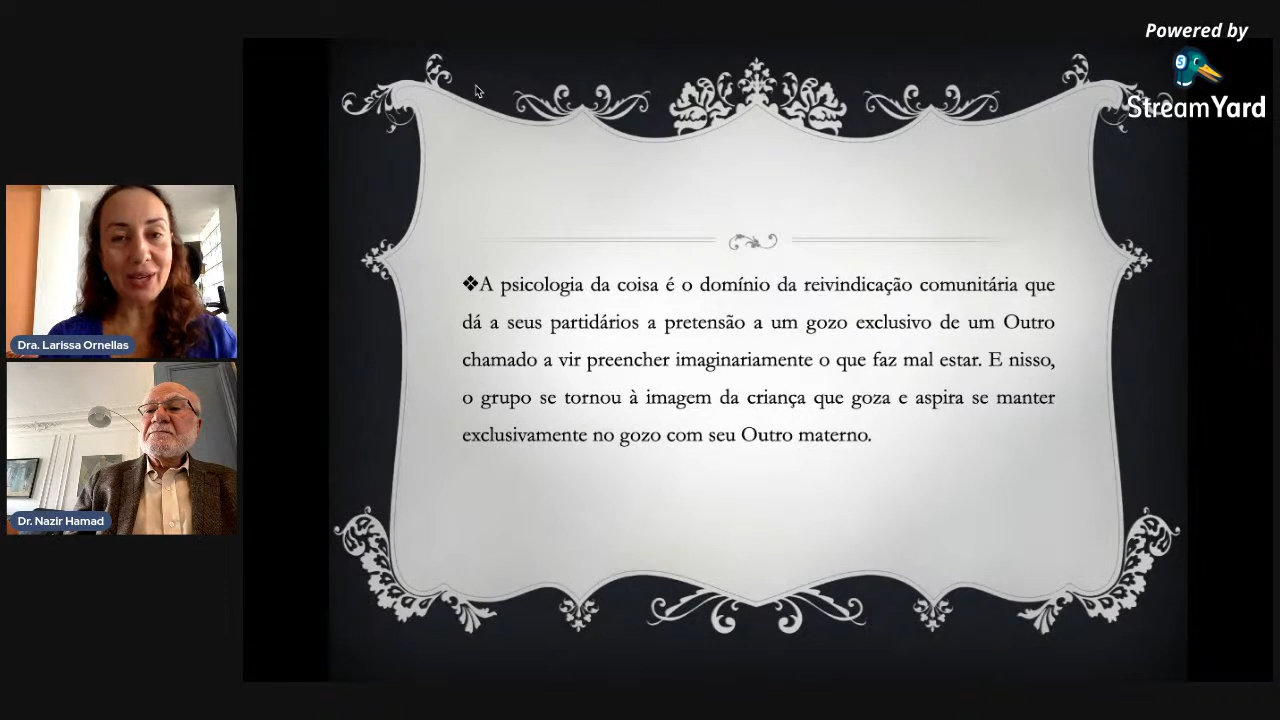 Powered by
StreamYard
❖A psicologia da coisa é o domínio da reivindicação comunitária que
dá a seus partidários a pretensão a um gozo exclusivo de um Outro
chamado a vir preencher imaginariamente o que faz mal estar. E nisso,
o grupo se tornou à imagem da criança que goza e aspira se manter
exclusivamente no gozo com seu Outro materno.
Dra. Larissa Ornellas
Dr. Nazir Hamad